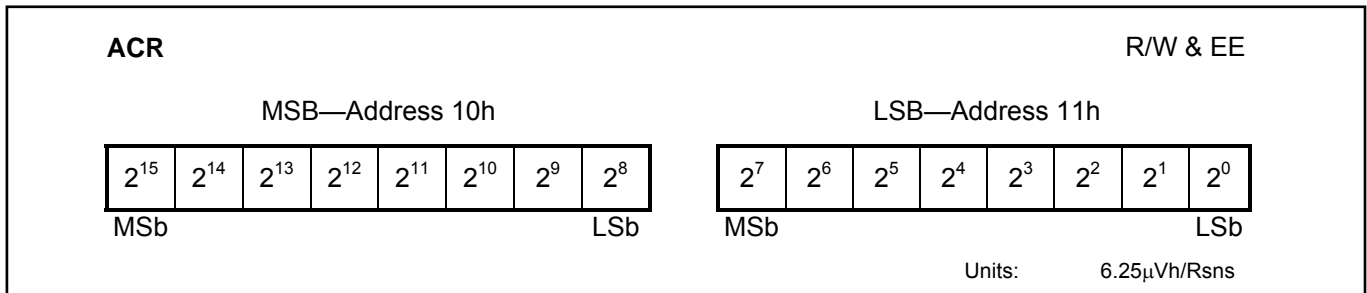 ACR R/W & EE
MSB—Address 10h LSB—Address 11h
2¹⁵ 2¹⁴ 2¹³ 2¹² 2¹¹ 2¹⁰ 2⁹ 2⁸ 2⁷ 2⁶ 2⁵ 2⁴ 2³ 2² 2¹ 2⁰
MSb LSb MSb LSb
Units: 6.25μVh/Rsns